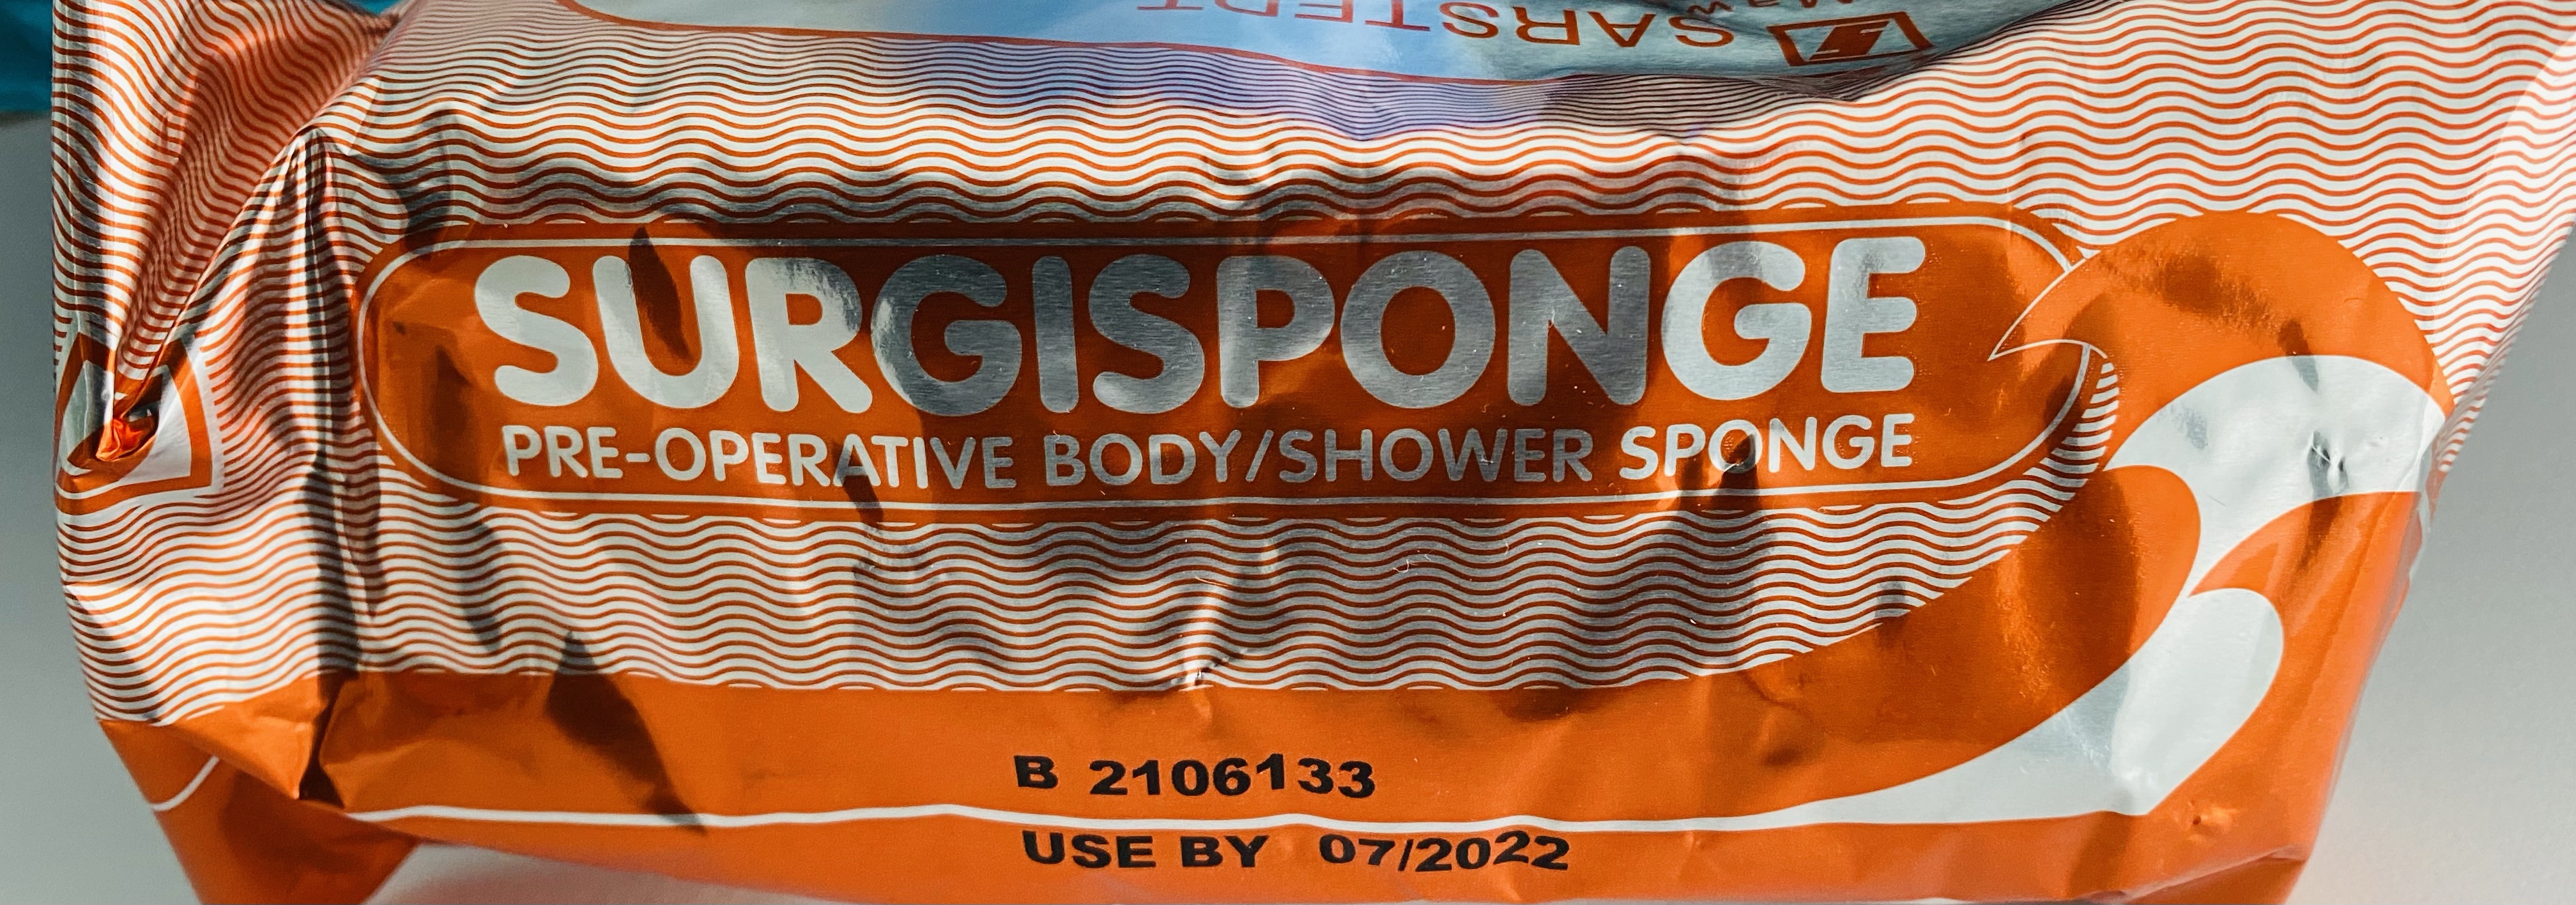 SARSTEDT
SURGISPONGE
PRE-OPERATIVE BODY/SHOWER SPONGE
B 2106133
USE BY 07/2022